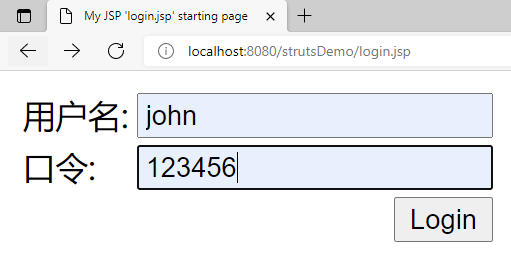 My JSP 'login.jsp' starting page
localhost:8080/strutsDemo/login.jsp
用户名: john
口令: 123456
Login